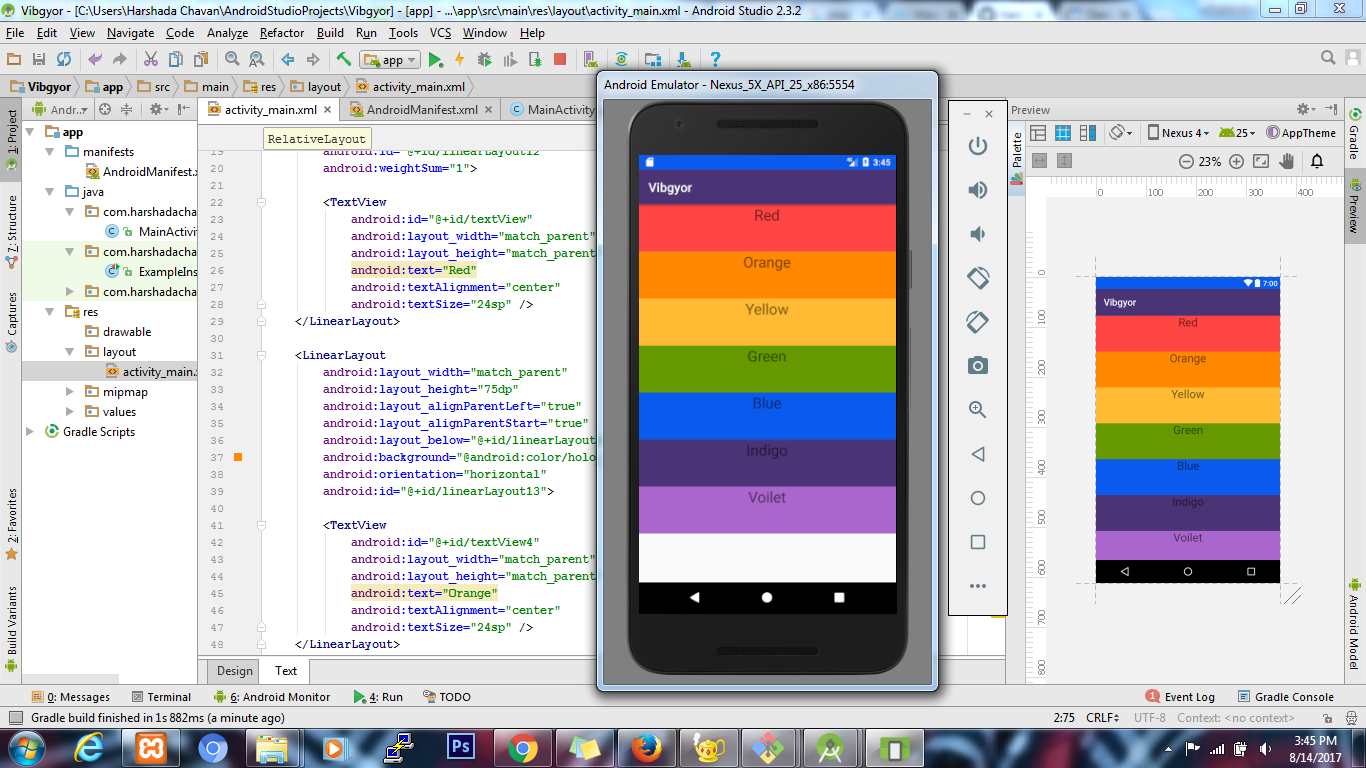 Vibgyor - [C:\Users\Harshada Chavan\AndroidStudioProjects\Vibgyor] - [app] - ...\app\src\main\res\layout\activity_main.xml - Android Studio 2.3.2
File Edit View Navigate Code Analyze Refactor Build Run Tools VCS Window Help
app
Vibgyor app src main res layout activity_main.xml
Andr.. activity_main.xml AndroidManifest.xml MainActivity
RelativeLayout
1: Project
7: Structure
Captures
2: Favorites
Build Variants
app
manifests
AndroidManifest.x
java
com.harshadacha
MainActivit
com.harshadacha
ExampleIns
com.harshadacha
res
drawable
layout
activity_main.x
mipmap
values
Gradle Scripts
19 android:id="@+id/linearLayout12"
20 android:weightSum="1">
21
22 <TextView
23 android:id="@+id/textView"
24 android:layout_width="match_parent"
25 android:layout_height="match_parent
26 android:text="Red"
27 android:textAlignment="center"
28 android:textSize="24sp" />
29 </LinearLayout>
30
31 <LinearLayout
32 android:layout_width="match_parent"
33 android:layout_height="75dp"
34 android:layout_alignParentLeft="true"
35 android:layout_alignParentStart="true"
36 android:layout_below="@+id/linearLayout
37 android:background="@android:color/holo
38 android:orientation="horizontal"
39 android:id="@+id/linearLayout13">
40
41 <TextView
42 android:id="@+id/textView4"
43 android:layout_width="match_parent"
44 android:layout_height="match_parent
45 android:text="Orange"
46 android:textAlignment="center"
47 android:textSize="24sp" />
48 </LinearLayout>
Design Text
Android Emulator - Nexus_5X_API_25_x86:5554
3:45
Vibgyor
Red
Orange
Yellow
Green
Blue
Indigo
Voilet
Preview
Palette
Nexus 4 25 AppTheme
23%
0 100 200 300 400
0
100
200
300
400
500
600
700
800
7:00
Vibgyor
Red
Orange
Yellow
Green
Blue
Indigo
Voilet
Gradle
Preview
Android Model
0: Messages Terminal 6: Android Monitor 4: Run TODO 1 Event Log Gradle Console
Gradle build finished in 1s 882ms (a minute ago) 2:75 CRLF UTF-8 Context: <no context>
Ps
3:45 PM
8/14/2017